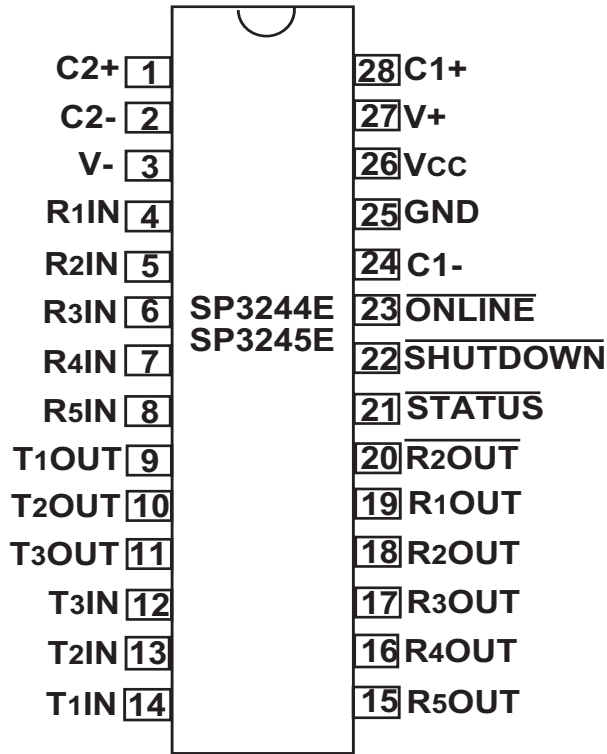 C2+ 1 28 C1+
C2- 2 27 V+
V- 3 26 VCC
R1IN 4 25 GND
R2IN 5 24 C1-
R3IN 6 SP3244E 23 ONLINE
SP3245E
R4IN 7 22 SHUTDOWN
R5IN 8 21 STATUS
T1OUT 9 20 R2OUT
T2OUT 10 19 R1OUT
T3OUT 11 18 R2OUT
T3IN 12 17 R3OUT
T2IN 13 16 R4OUT
T1IN 14 15 R5OUT